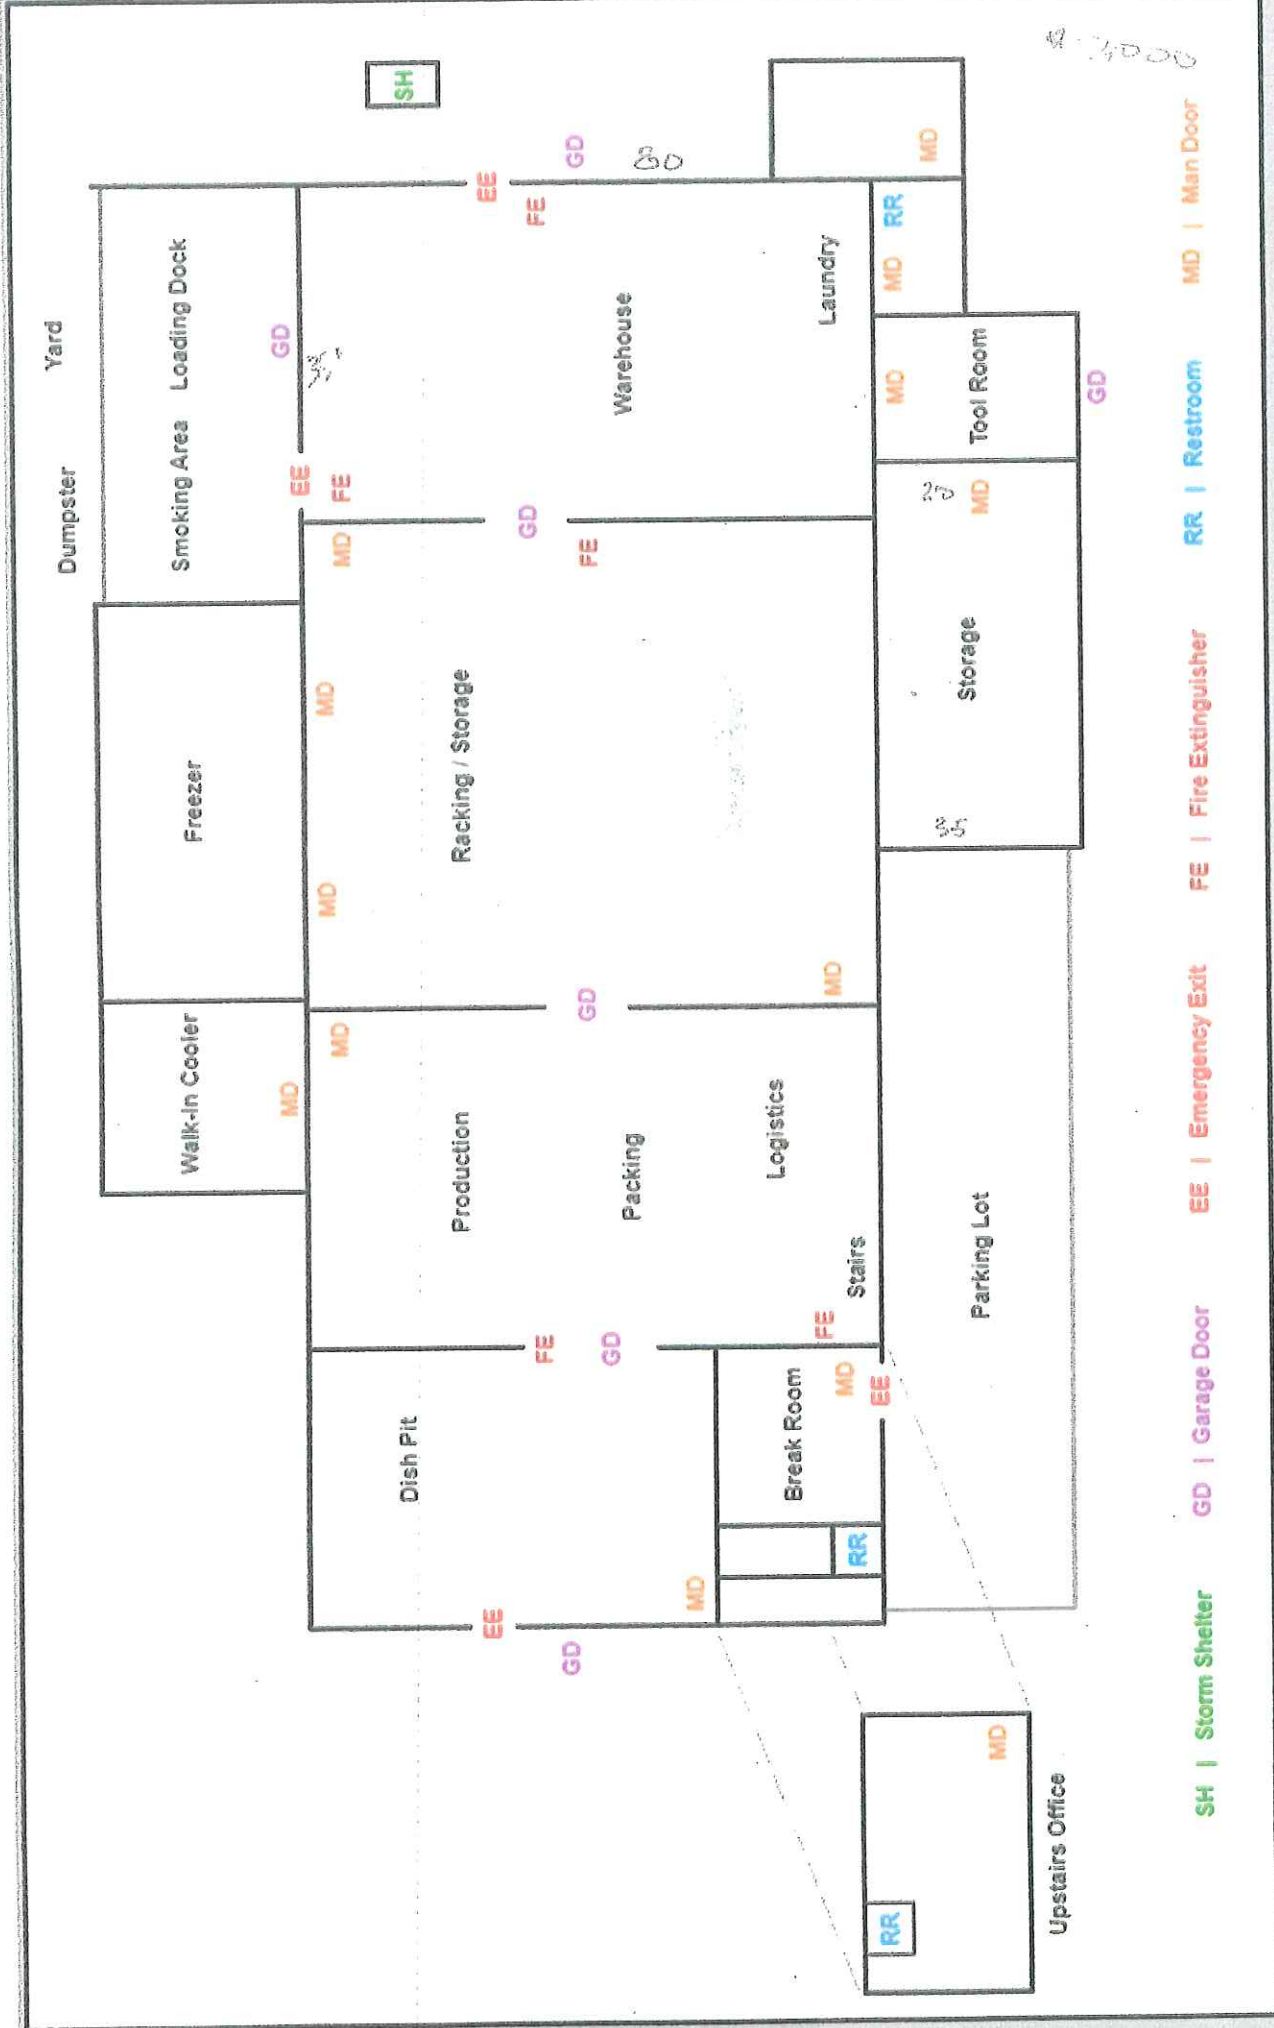 Dumpster Yard
Walk-In Cooler
Freezer
Smoking Area Loading Dock
MD
GD
EE
MD
MD
MD
MD
FE
SH
Dish Pit
Production
Racking / Storage
EE
EE
GD
FE
FE
GD
GD
GD
FE
GD
Packing
Warehouse
80
MD
Logistics
Break Room
FE
MD
Laundry
MD
Stairs
RR
EE
RR
MD
MD
RR
MD
35
20
Parking Lot
Storage
MD
Tool Room
MD
Upstairs Office
GD
SH | Storm Shelter
GD | Garage Door
EE | Emergency Exit
FE | Fire Extinguisher
RR | Restroom
MD | Man Door